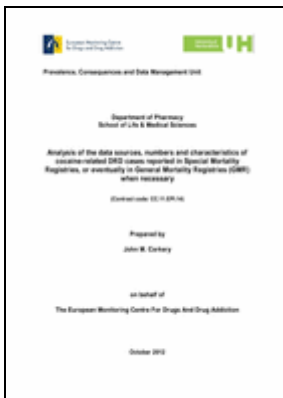 European Monitoring Centre
for Drugs and Drug Addiction
UH
Prevalence, Consequences and Data Management Unit
Department of Pharmacy
School of Life & Medical Sciences
Analysis of the data sources, numbers and characteristics of
cocaine-related DRD cases reported in Special Mortality
Registries, or eventually in General Mortality Registries (GMR)
when necessary
(Contract code: CC.11.EPI.14)
Prepared by
John M. Corkery
on behalf of
The European Monitoring Centre For Drugs And Drug Addiction
October 2012